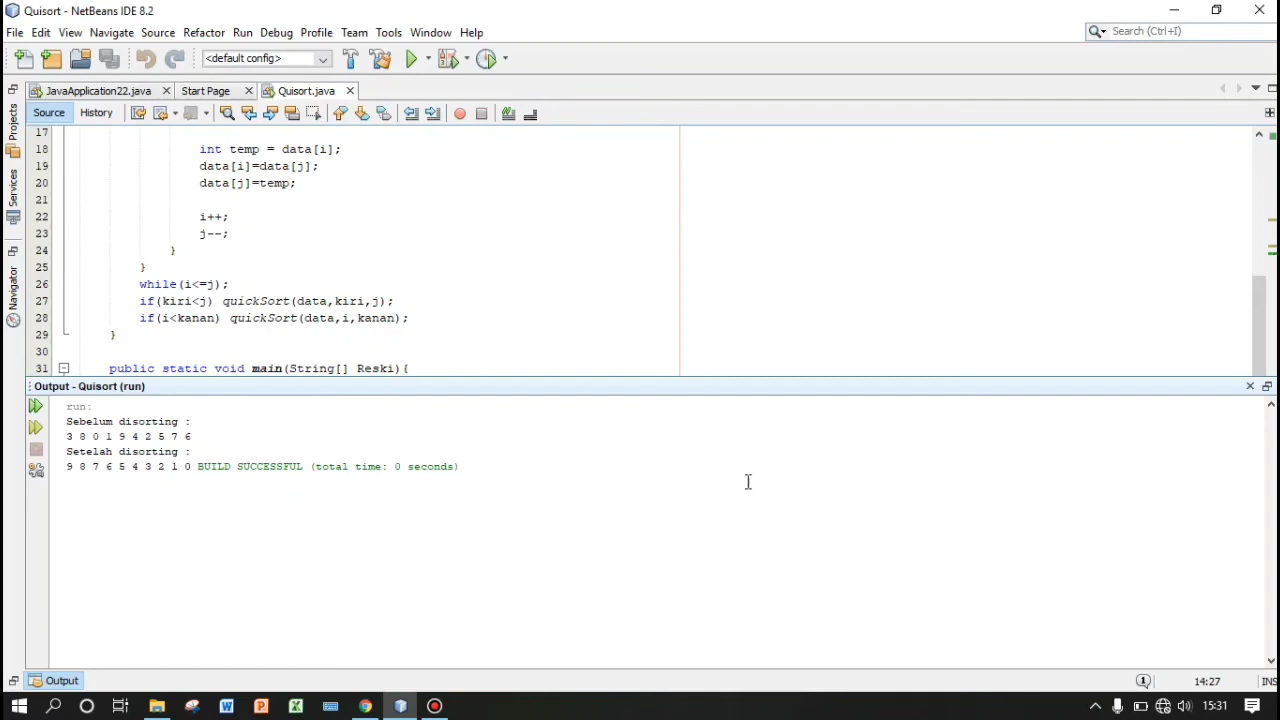 Quisort - NetBeans IDE 8.2
File Edit View Navigate Source Refactor Run Debug Profile Team Tools Window Help
Search (Ctrl+I)
<default config>
JavaApplication22.java Start Page Quisort.java
Source History
Projects
Services
Navigator
17
18 int temp = data[i];
19 data[i]=data[j];
20 data[j]=temp;
21
22 i++;
23 j--;
24 }
25 }
26 while(i<=j);
27 if(kiri<j) quickSort(data,kiri,j);
28 if(i<kanan) quickSort(data,i,kanan);
29 }
30
31 public static void main(String[] Reski){
Output - Quisort (run)
run:
Sebelum disorting :
3 8 0 1 9 4 2 5 7 6
Setelah disorting :
9 8 7 6 5 4 3 2 1 0 BUILD SUCCESSFUL (total time: 0 seconds)
Output
14:27 INS
15:31